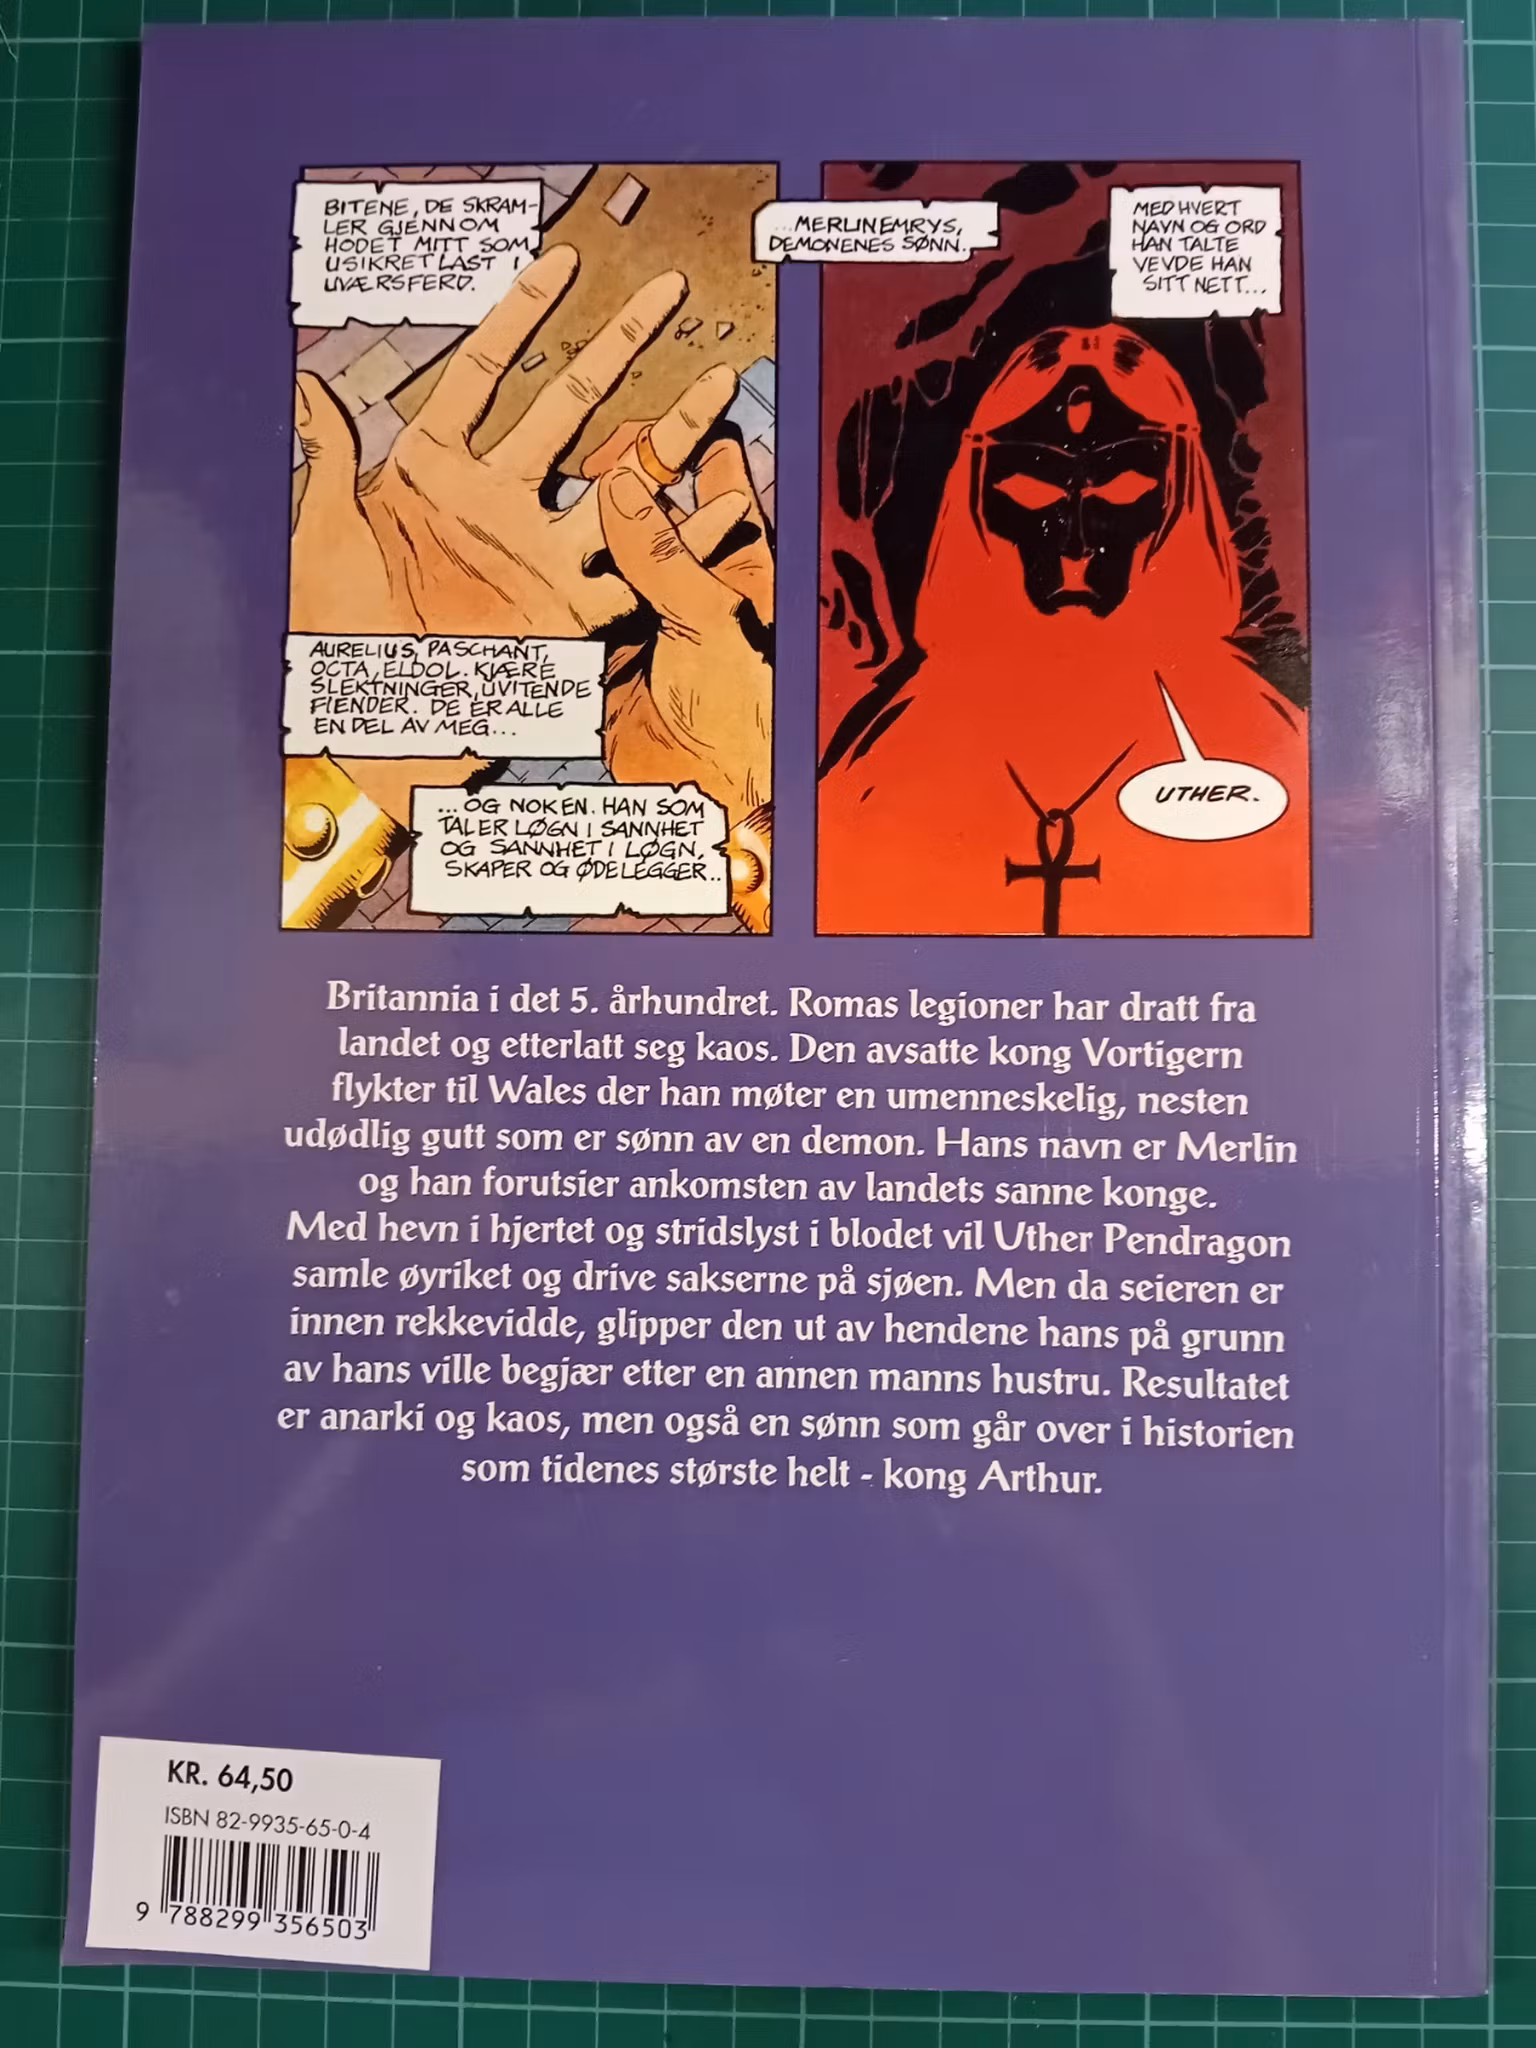 BITENE, DE SKRAM-
LER GJENNOM
HODET MITT SOM
USIKRET LAST I
UVÆRSFERD.
AURELIUS, PASCHANT,
OCTA, ELDOL. KJÆRE
SLEKTNINGER, UVITENDE
FIENDER. DE ER ALLE
EN DEL AV MEG...
...OG NOK EN. HAN SOM
TALER LØGN I SANNHET
OG SANNHET I LØGN,
SKAPER OG ØDELEGGER..
...MERLIN EMRYS,
DEMONENES SØNN.
MED HVERT
NAVN OG ORD
HAN TALTE
VEVDE HAN
SITT NETT...
UTHER.
Britannia i det 5. århundret. Romas legioner har dratt fra
landet og etterlatt seg kaos. Den avsatte kong Vortigern
flykter til Wales der han møter en umenneskelig, nesten
udødlig gutt som er sønn av en demon. Hans navn er Merlin
og han forutsier ankomsten av landets sanne konge.
Med hevn i hjertet og stridslyst i blodet vil Uther Pendragon
samle øyriket og drive sakserne på sjøen. Men da seieren er
innen rekkevidde, glipper den ut av hendene hans på grunn
av hans ville begjær etter en annen manns hustru. Resultatet
er anarki og kaos, men også en sønn som går over i historien
som tidenes største helt - kong Arthur.
KR. 64,50
ISBN 82-9935-65-0-4
9 788299 356503